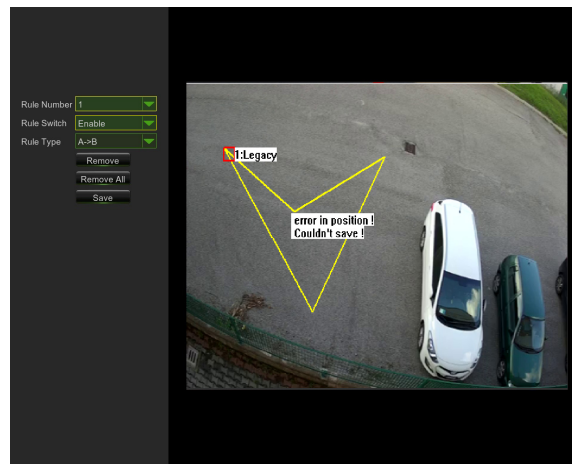 Rule Number 1
Rule Switch Enable
Rule Type A->B
Remove
Remove All
Save
1:Legacy
error in position !
Couldn't save !